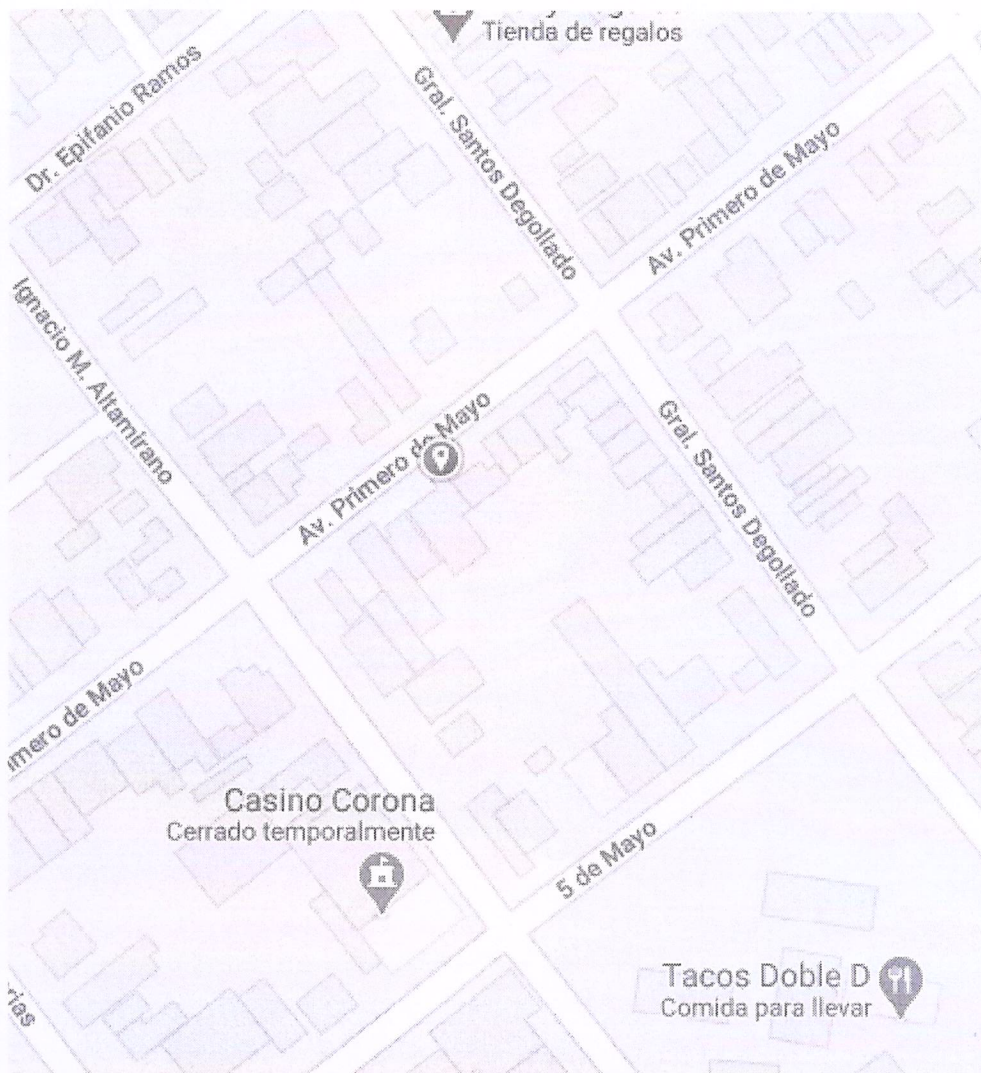 Tienda de regalos
Dr. Epifanio Ramos
Gral. Santos Degollado
Av. Primero de Mayo
Ignacio M. Altamirano
Av. Primero de Mayo
Gral. Santos Degollado
mero de Mayo
Casino Corona
Cerrado temporalmente
5 de Mayo
Tacos Doble D
Comida para llevar
rias